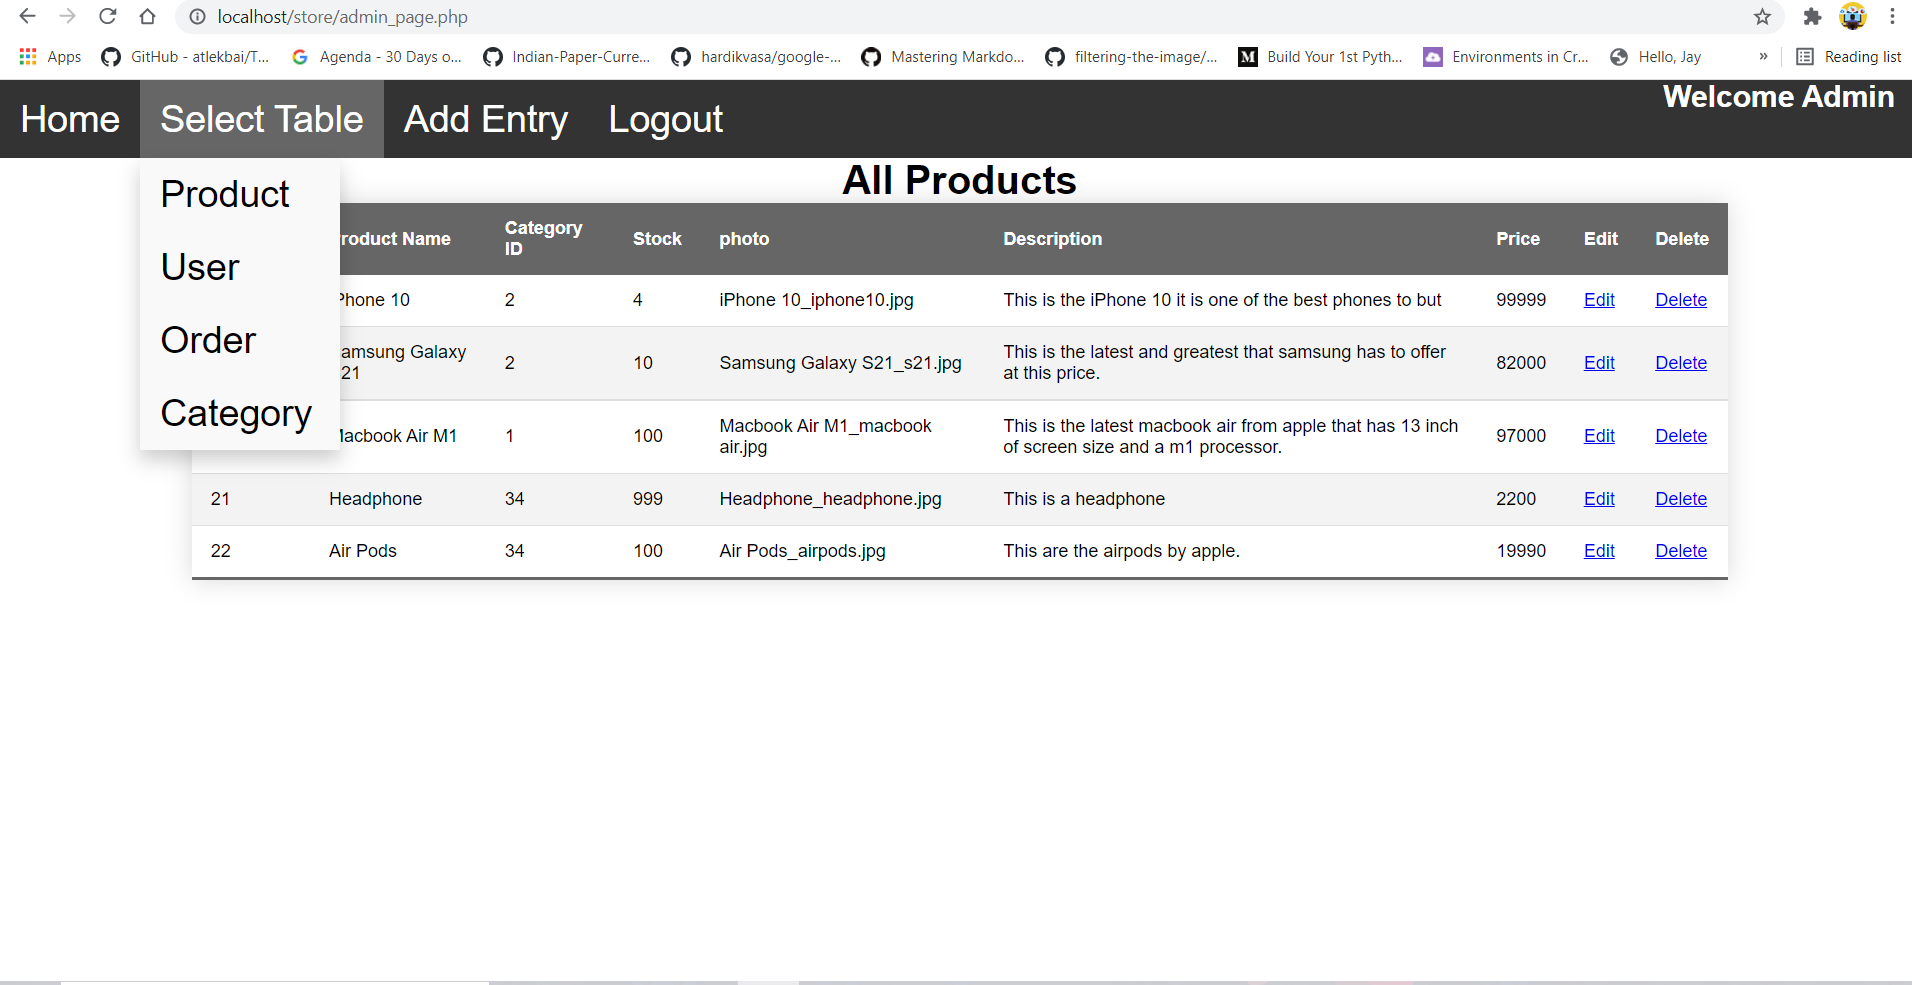 localhost/store/admin_page.php
Apps GitHub - atlekbai/T... Agenda - 30 Days o... Indian-Paper-Curre... hardikvasa/google-... Mastering Markdo... filtering-the-image/... Build Your 1st Pyth... Environments in Cr... Hello, Jay » Reading list
Home Select Table Add Entry Logout Welcome Admin
Product
User
Order
Category
All Products
roduct Name Category ID Stock photo Description Price Edit Delete
Phone 10 2 4 iPhone 10_iphone10.jpg This is the iPhone 10 it is one of the best phones to but 99999 Edit Delete
amsung Galaxy 2 10 Samsung Galaxy S21_s21.jpg This is the latest and greatest that samsung has to offer 82000 Edit Delete
21 at this price.
Macbook Air M1 1 100 Macbook Air M1_macbook This is the latest macbook air from apple that has 13 inch 97000 Edit Delete
air.jpg of screen size and a m1 processor.
21 Headphone 34 999 Headphone_headphone.jpg This is a headphone 2200 Edit Delete
22 Air Pods 34 100 Air Pods_airpods.jpg This are the airpods by apple. 19990 Edit Delete